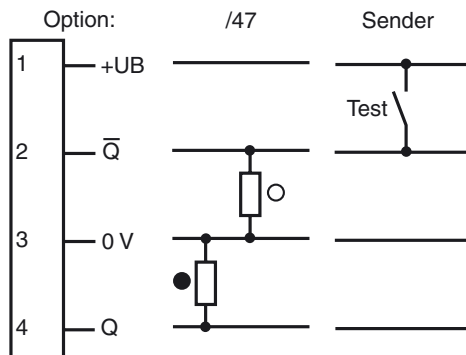 Option: /47 Sender
1 +UB
Test
2 Q̅
3 0 V
4 Q